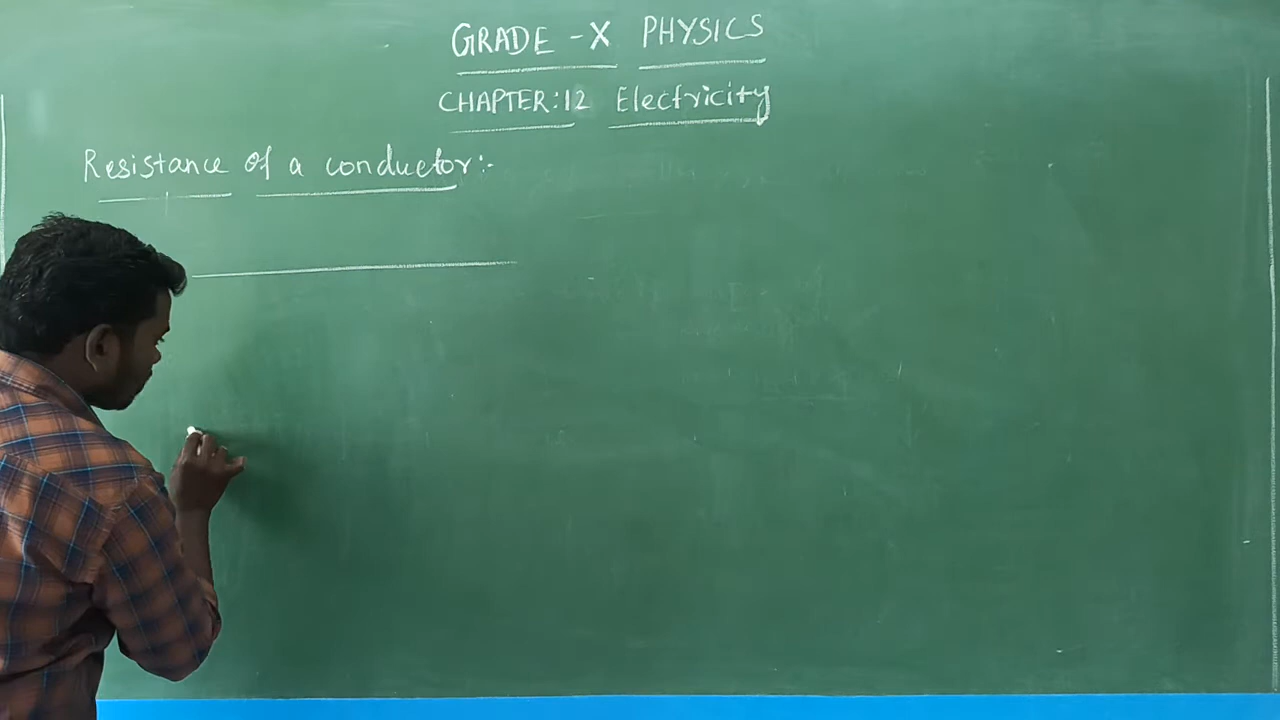 GRADE - X PHYSICS
CHAPTER:12 Electricity
Resistance of a conductor:-